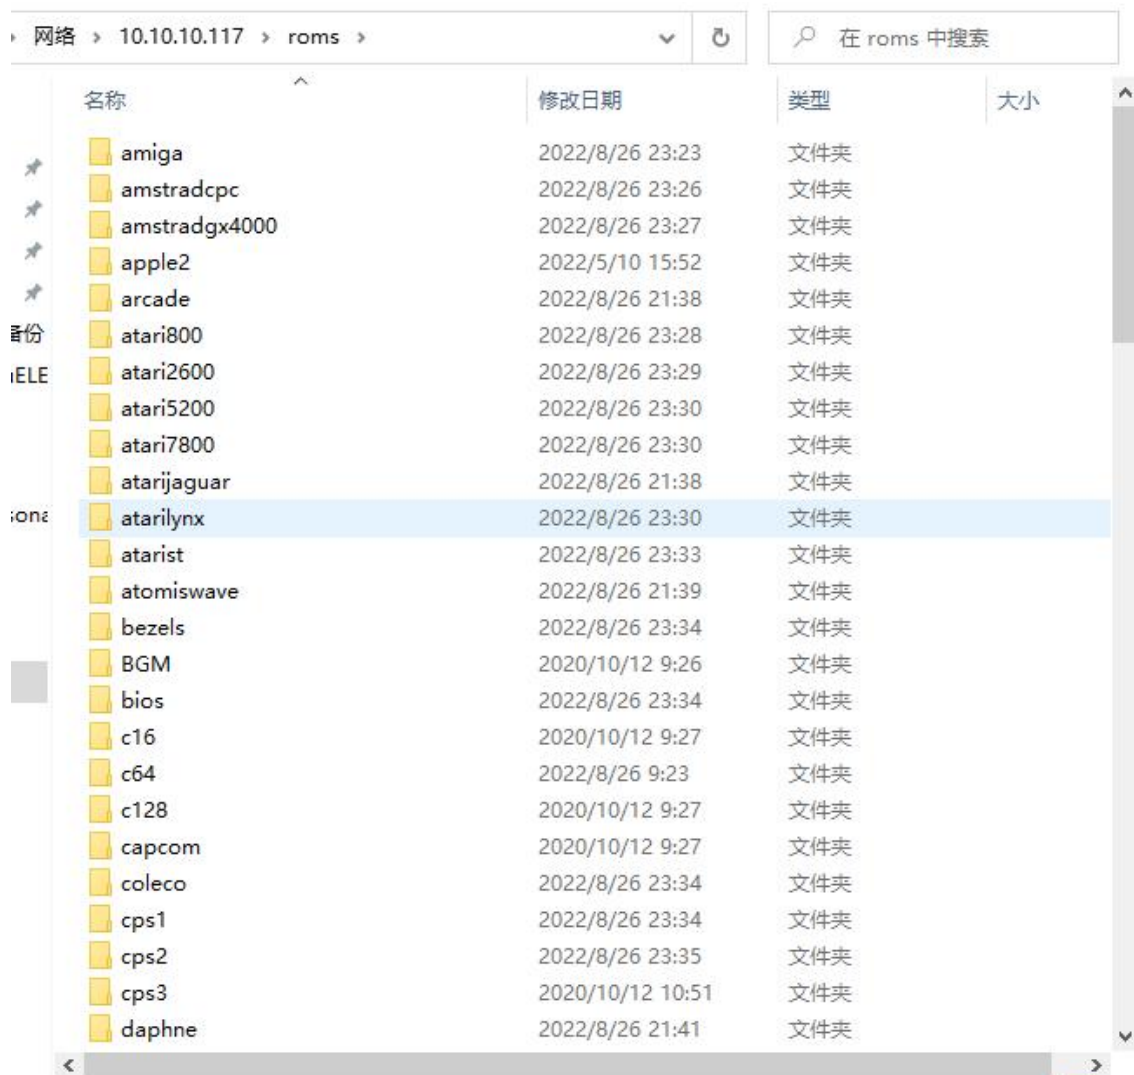 网络 › 10.10.10.117 › roms ›
在 roms 中搜索
名称 修改日期 类型 大小
amiga 2022/8/26 23:23 文件夹
amstradcpc 2022/8/26 23:26 文件夹
amstradgx4000 2022/8/26 23:27 文件夹
apple2 2022/5/10 15:52 文件夹
arcade 2022/8/26 21:38 文件夹
atari800 2022/8/26 23:28 文件夹
atari2600 2022/8/26 23:29 文件夹
atari5200 2022/8/26 23:30 文件夹
atari7800 2022/8/26 23:30 文件夹
atarijaguar 2022/8/26 21:38 文件夹
atarilynx 2022/8/26 23:30 文件夹
atarist 2022/8/26 23:33 文件夹
atomiswave 2022/8/26 21:39 文件夹
bezels 2022/8/26 23:34 文件夹
BGM 2020/10/12 9:26 文件夹
bios 2022/8/26 23:34 文件夹
c16 2020/10/12 9:27 文件夹
c64 2022/8/26 9:23 文件夹
c128 2020/10/12 9:27 文件夹
capcom 2020/10/12 9:27 文件夹
coleco 2022/8/26 23:34 文件夹
cps1 2022/8/26 23:34 文件夹
cps2 2022/8/26 23:35 文件夹
cps3 2020/10/12 10:51 文件夹
daphne 2022/8/26 21:41 文件夹